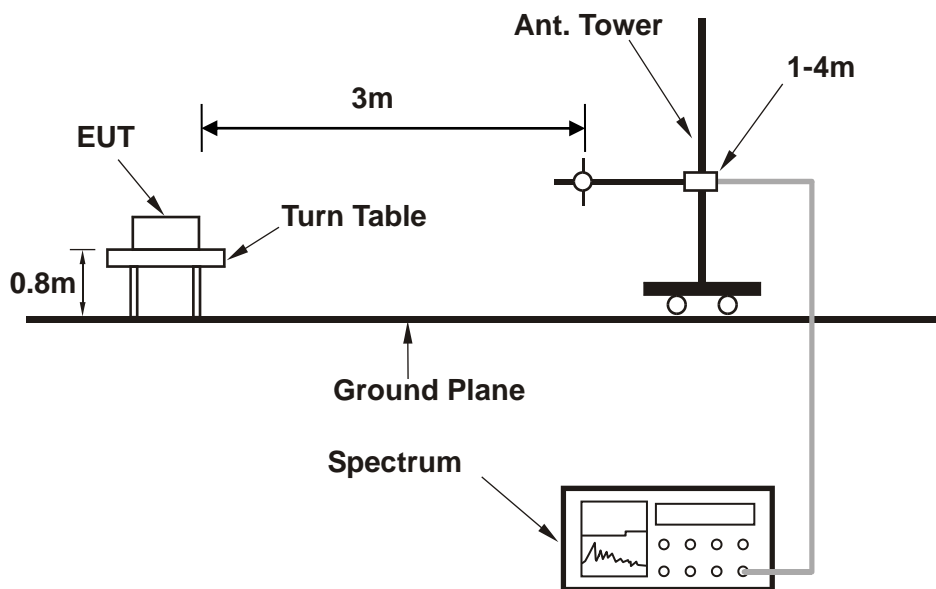 Ant. Tower
1-4m
3m
EUT
Turn Table
0.8m
Ground Plane
Spectrum